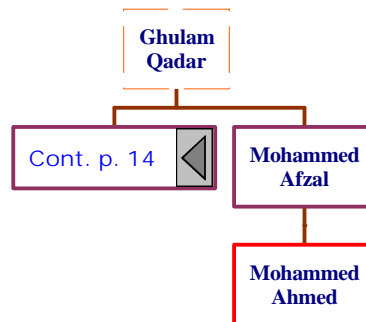 Ghulam
Qadar
Cont. p. 14
Mohammed
Afzal
Mohammed
Ahmed